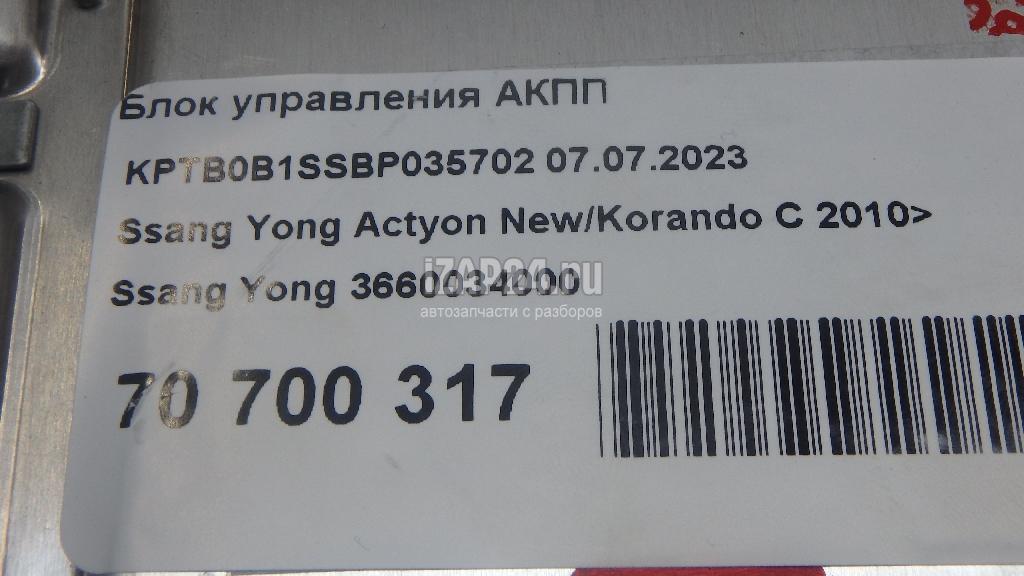 Блок управления АКПП
KPTB0B1SSBP035702 07.07.2023
Ssang Yong Actyon New/Korando C 2010>
Ssang Yong 3660034000
iZAP24.ru
автозапчасти с разборов
70 700 317